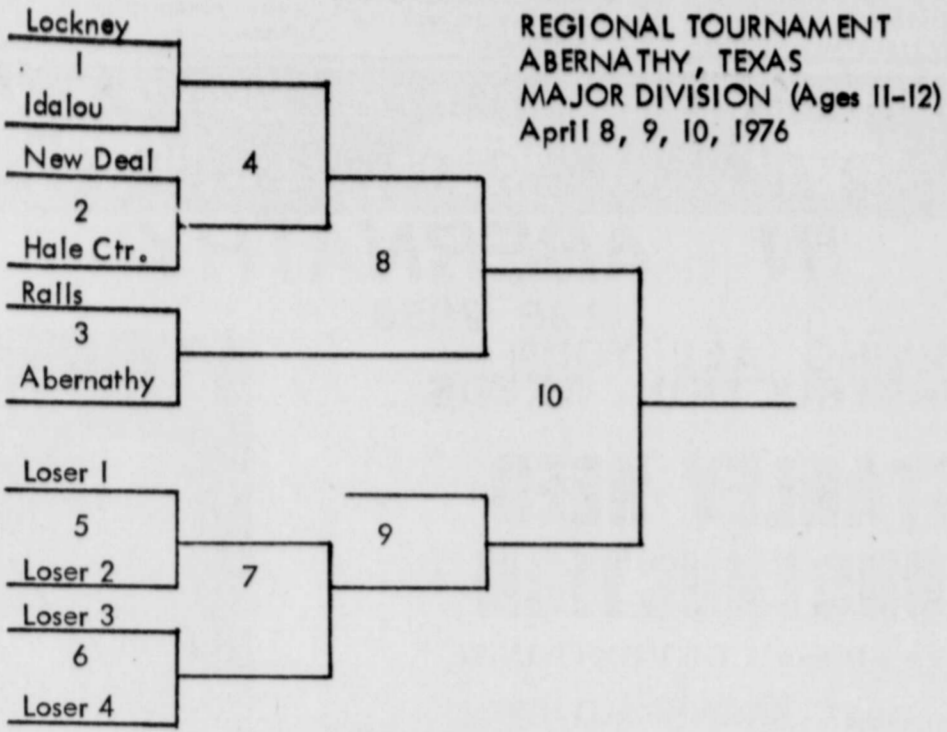 REGIONAL TOURNAMENT
ABERNATHY, TEXAS
MAJOR DIVISION (Ages 11-12)
April 8, 9, 10, 1976
Lockney
1
Idalou
New Deal
2
Hale Ctr.
Ralls
3
Abernathy
4
8
10
Loser 1
5
Loser 2
Loser 3
6
Loser 4
7
9